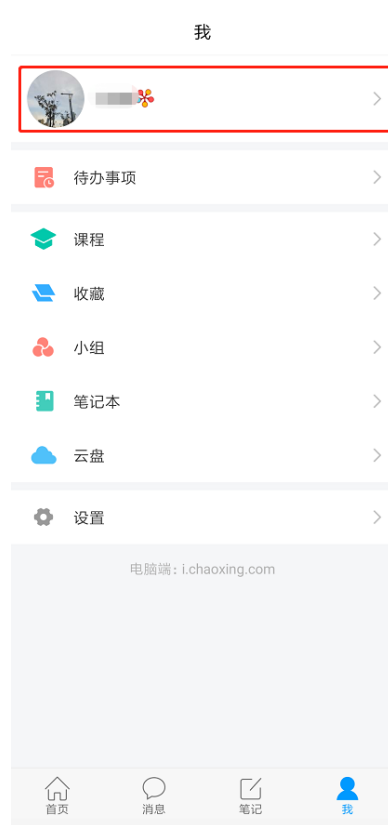 我
待办事项
课程
收藏
小组
笔记本
云盘
设置
电脑端：i.chaoxing.com
首页
消息
笔记
我